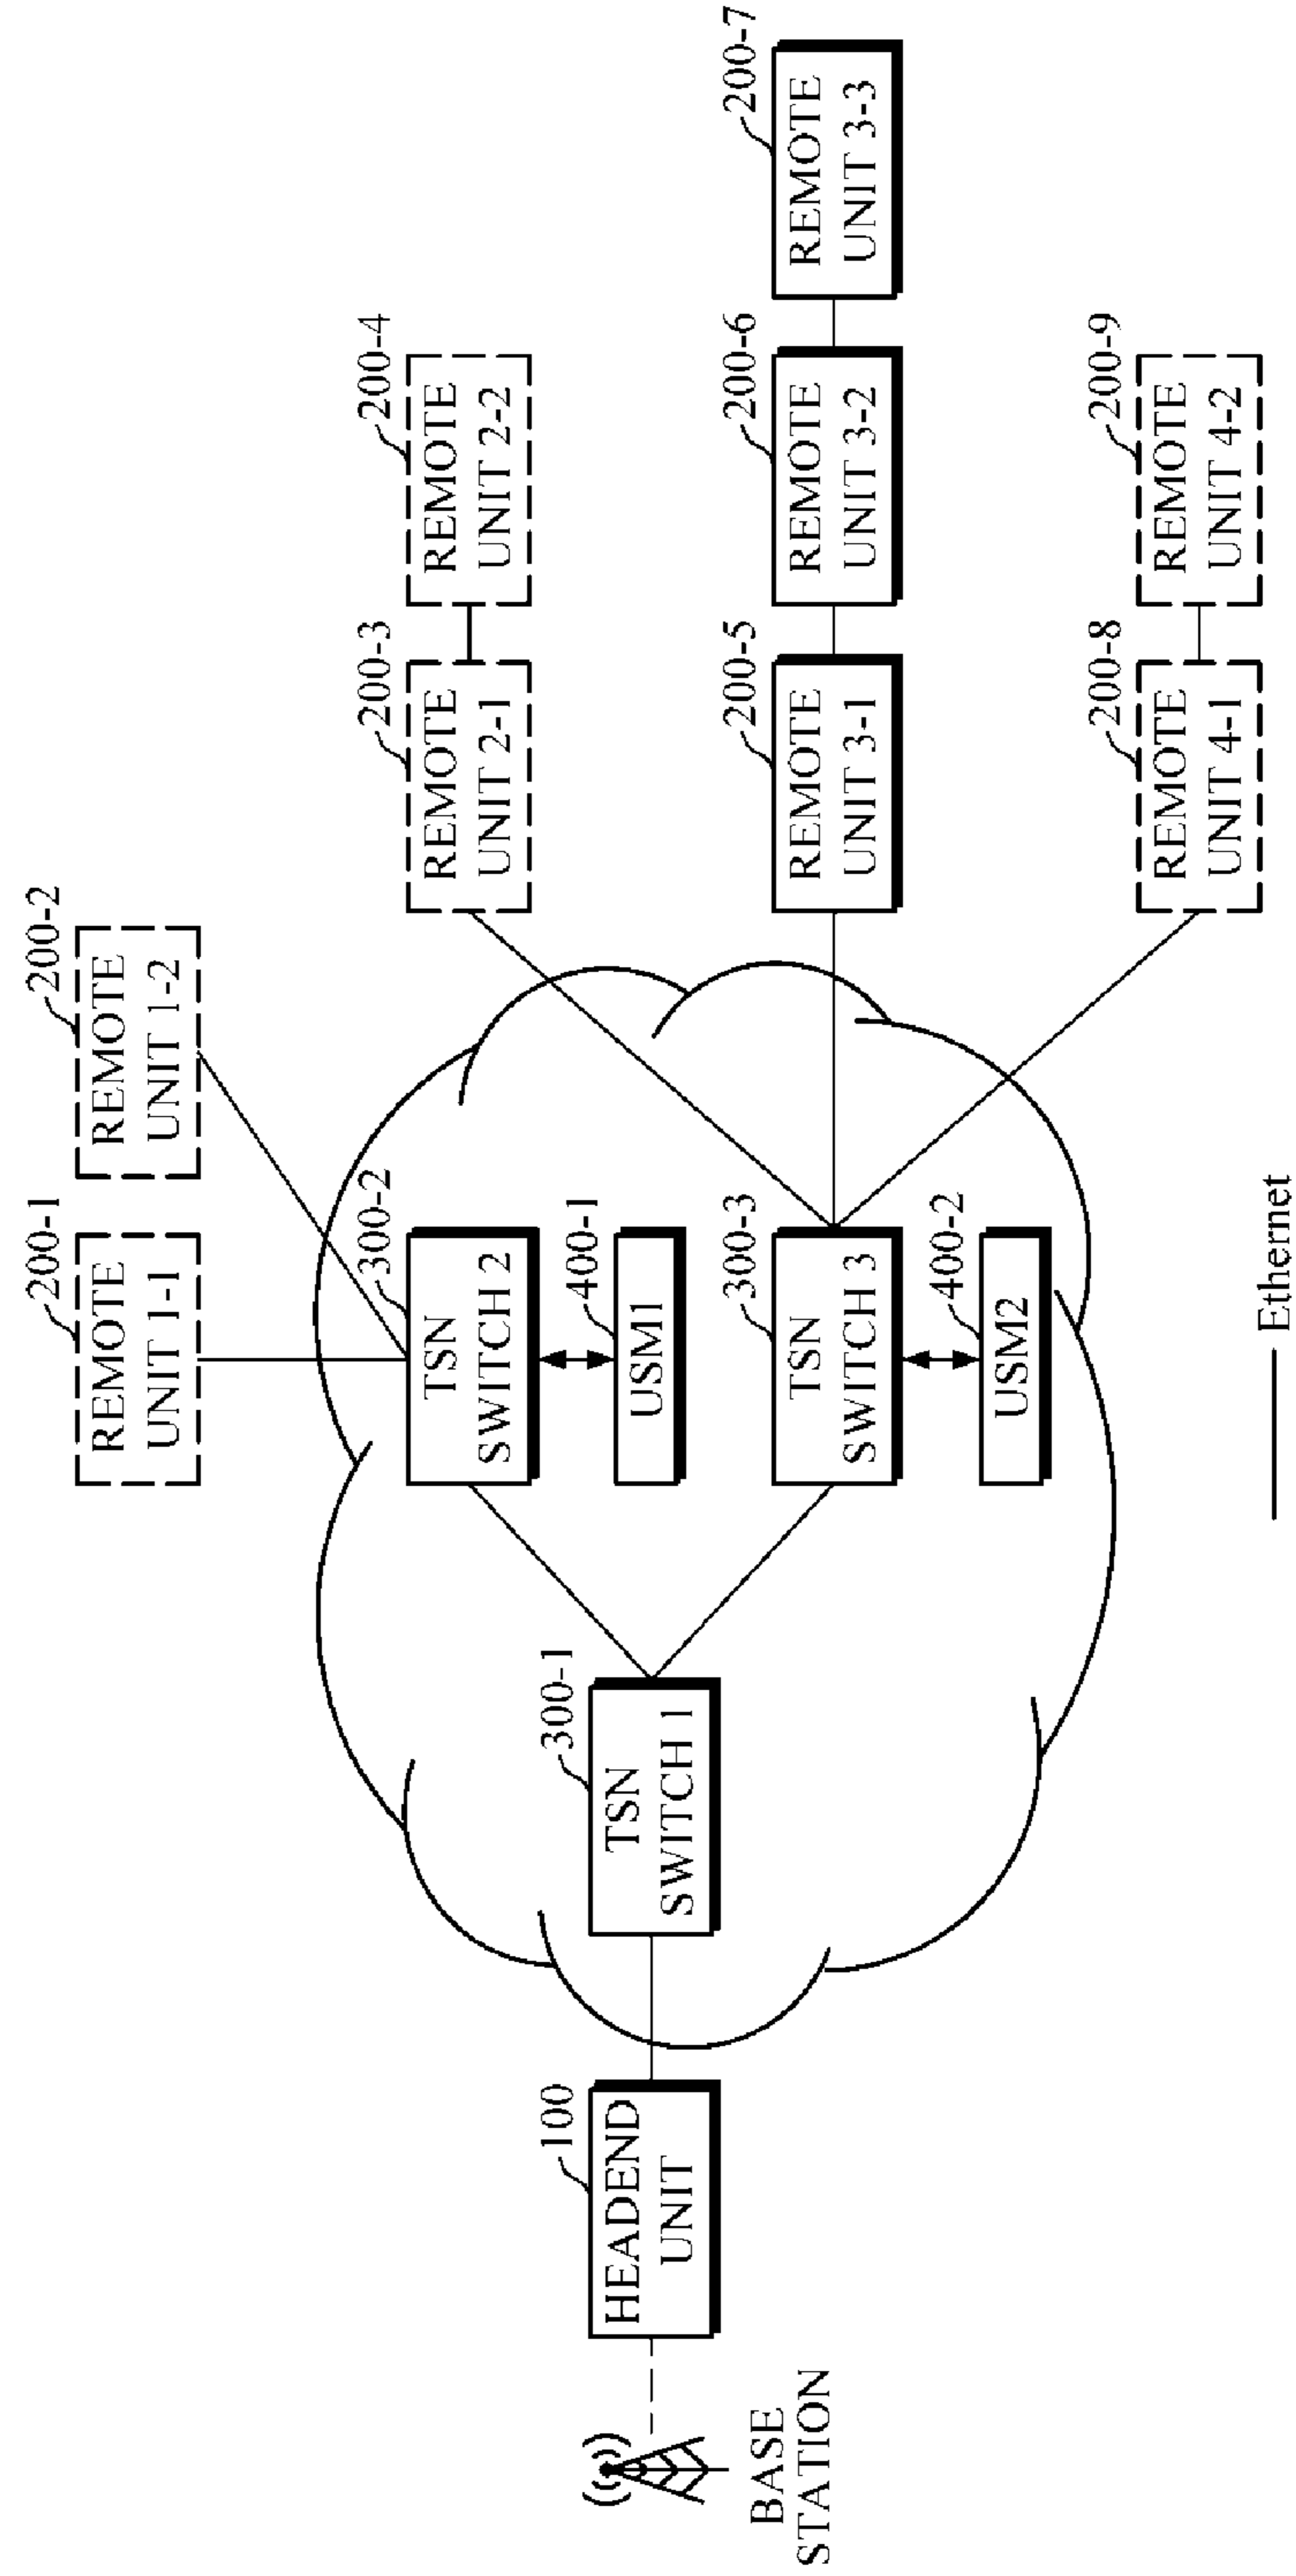 200-1
REMOTE
UNIT 1-1
200-2
REMOTE
UNIT 1-2
200-3
REMOTE
UNIT 2-1
200-4
REMOTE
UNIT 2-2
300-2
TSN
SWITCH 2
400-1
USM1
100
HEADEND
UNIT
300-1
TSN
SWITCH 1
BASE
STATION
300-3
TSN
SWITCH 3
400-2
USM2
200-5
REMOTE
UNIT 3-1
200-6
REMOTE
UNIT 3-2
200-7
REMOTE
UNIT 3-3
200-8
REMOTE
UNIT 4-1
200-9
REMOTE
UNIT 4-2
Ethernet